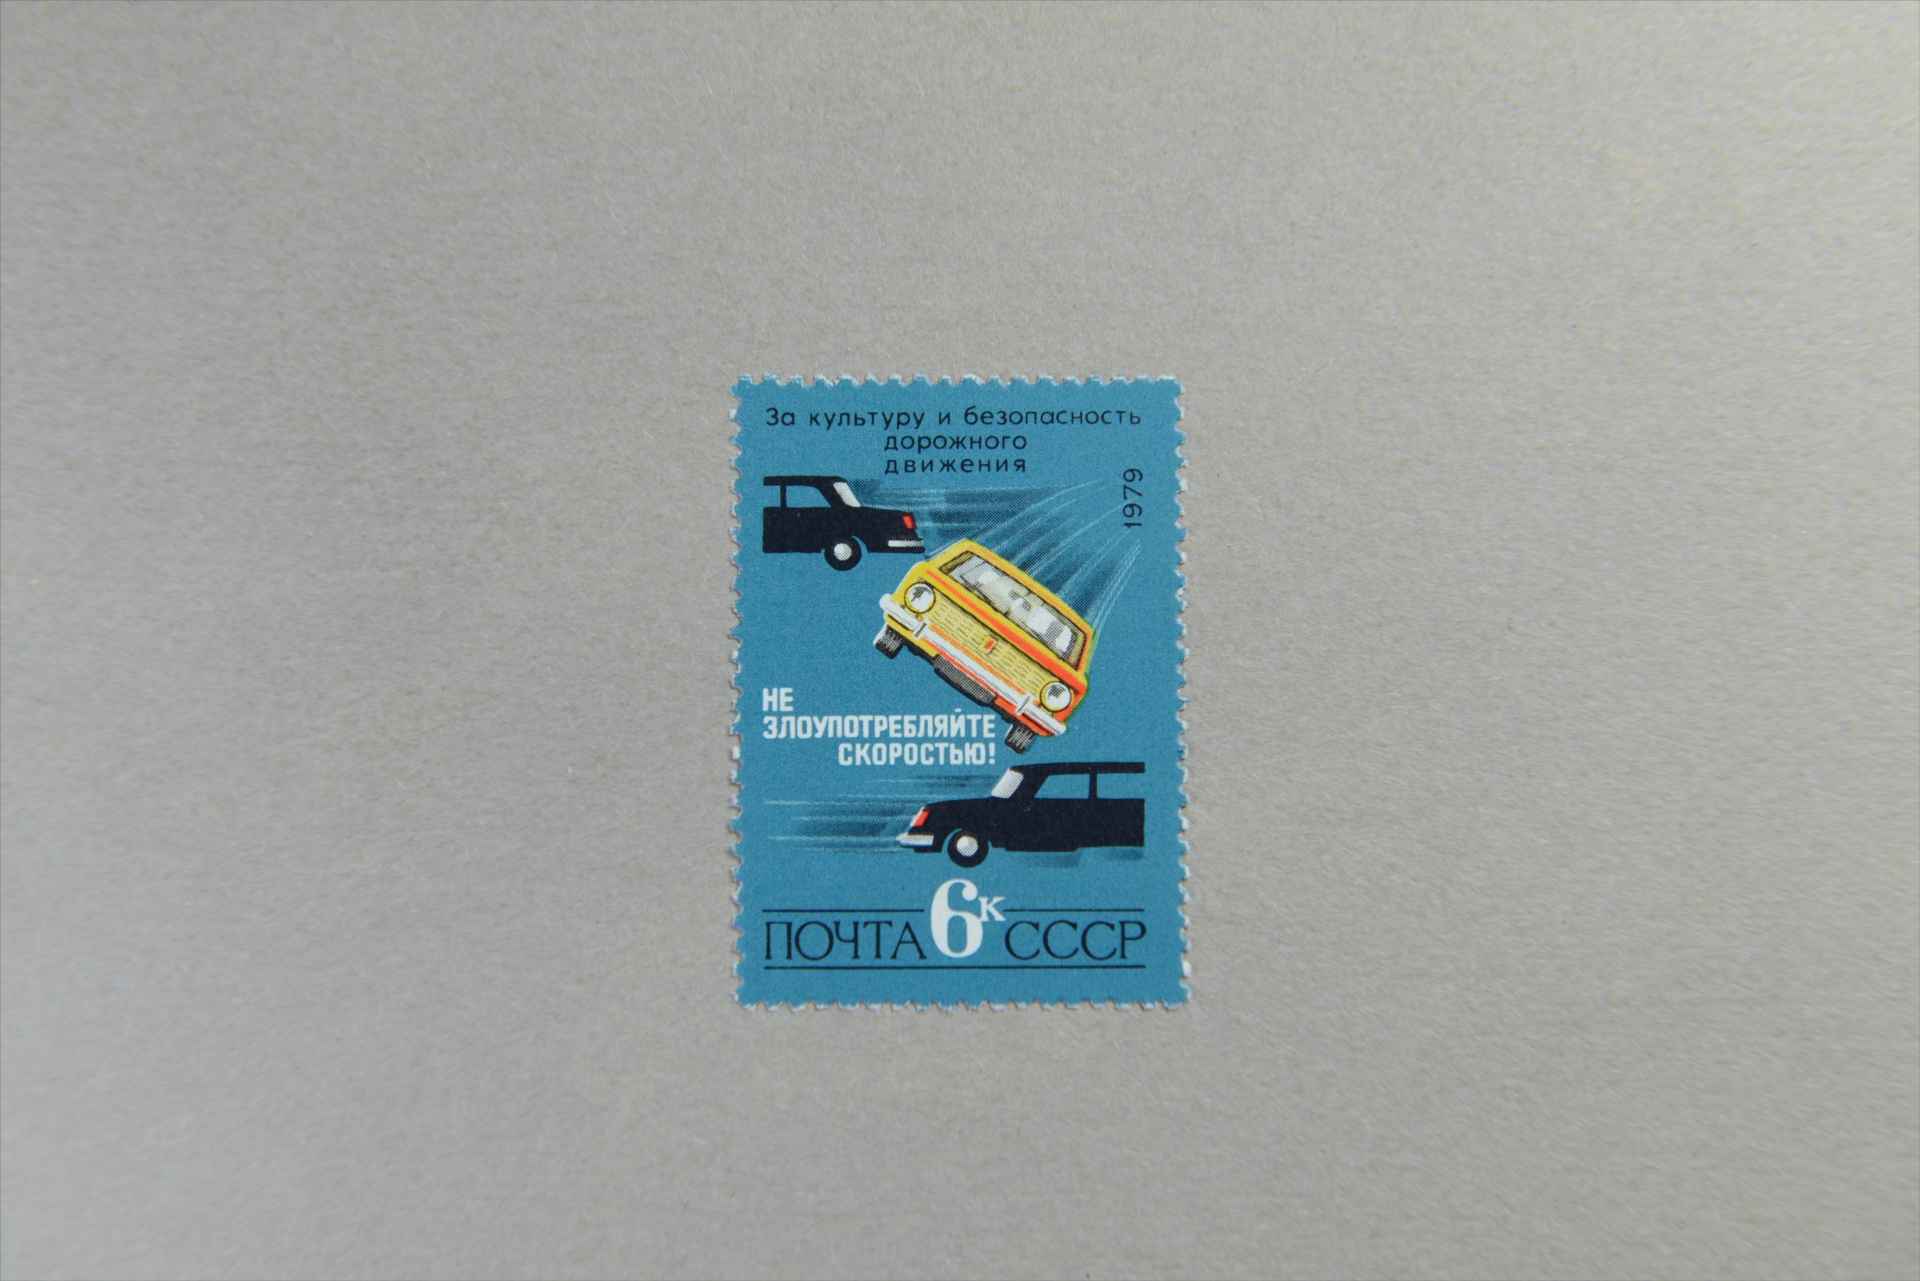 За культуру и безопасность
дорожного
движения
1979
НЕ
ЗЛОУПОТРЕБЛЯЙТЕ
СКОРОСТЬЮ!
ПОЧТА 6к СССР